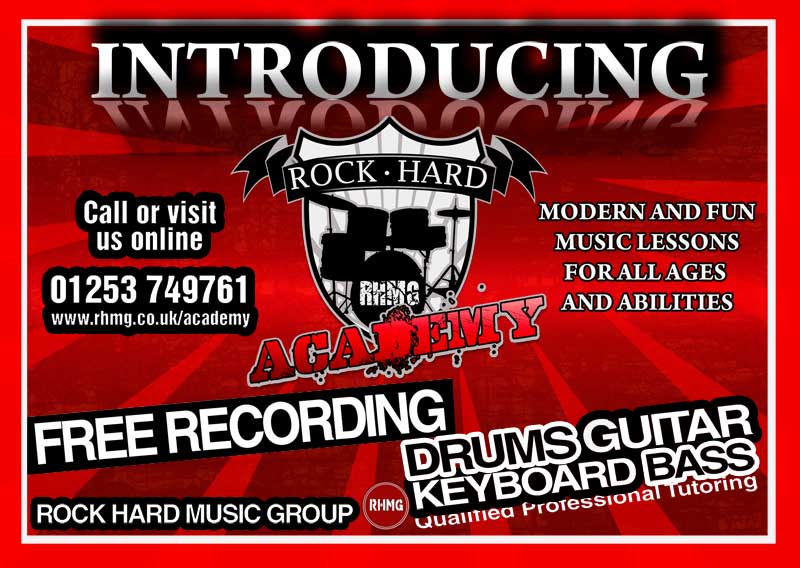 INTRODUCING
ROCK · HARD
RHMG
ACADEMY
Call or visit
us online
01253 749761
www.rhmg.co.uk/academy
MODERN AND FUN
MUSIC LESSONS
FOR ALL AGES
AND ABILITIES
FREE RECORDING
DRUMS GUITAR
KEYBOARD BASS
Qualified Professional Tutoring
ROCK HARD MUSIC GROUP
RHMG